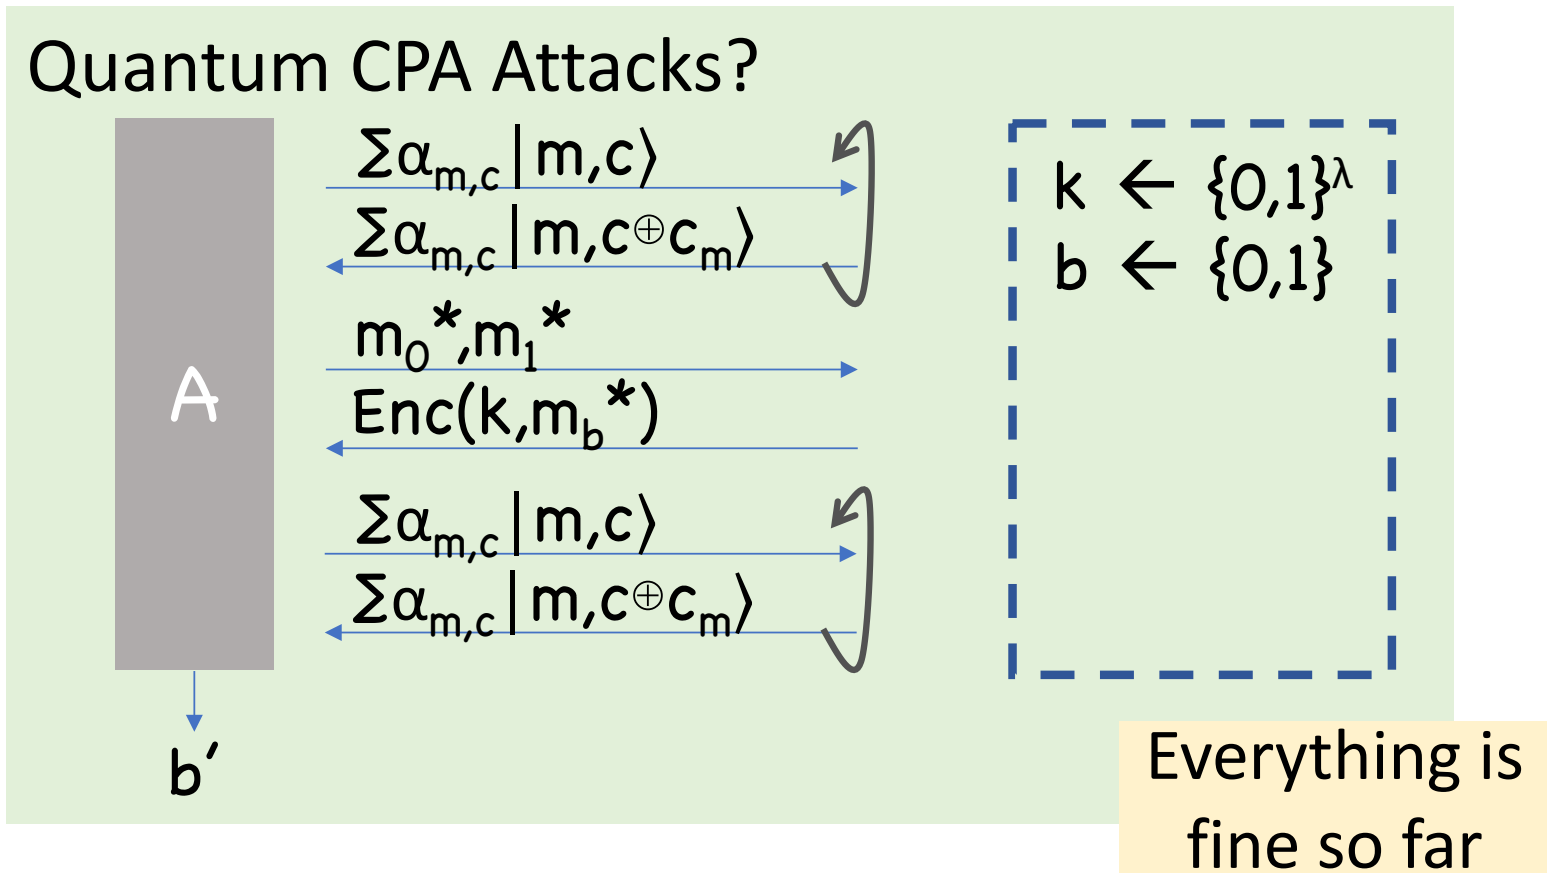 Quantum CPA Attacks?
Σα_{m,c}|m,c⟩
Σα_{m,c}|m,c⊕c_m⟩
m_0*,m_1*
Enc(k,m_b*)
Σα_{m,c}|m,c⟩
Σα_{m,c}|m,c⊕c_m⟩
A
b′
k ← {0,1}^λ
b ← {0,1}
Everything is
fine so far